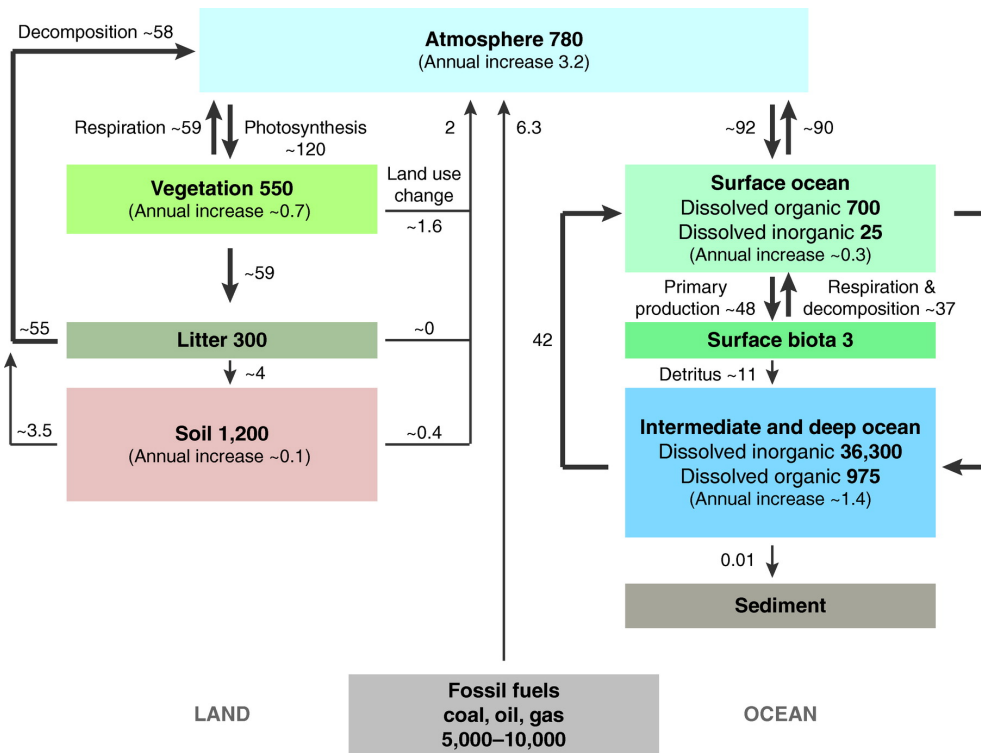 Decomposition ~58
Atmosphere 780
(Annual increase 3.2)
Respiration ~59
Photosynthesis
~120
2
6.3
~92
~90
Vegetation 550
(Annual increase ~0.7)
Land use
change
~1.6
Surface ocean
Dissolved organic 700
Dissolved inorganic 25
(Annual increase ~0.3)
~59
Primary
production ~48
Respiration &
decomposition ~37
~55
Litter 300
~0
42
Surface biota 3
~4
Detritus ~11
~3.5
Soil 1,200
(Annual increase ~0.1)
~0.4
Intermediate and deep ocean
Dissolved inorganic 36,300
Dissolved organic 975
(Annual increase ~1.4)
0.01
Sediment
LAND
Fossil fuels
coal, oil, gas
5,000–10,000
OCEAN